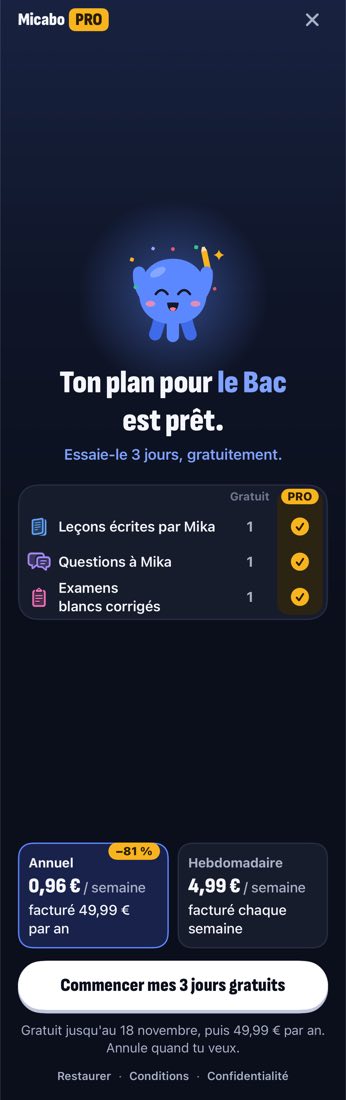 Micabo PRO
Ton plan pour le Bac
est prêt.
Essaie-le 3 jours, gratuitement.
Gratuit PRO
Leçons écrites par Mika 1
Questions à Mika 1
Examens
blancs corrigés 1
−81 %
Annuel
0,96 € / semaine
facturé 49,99 €
par an
Hebdomadaire
4,99 € / semaine
facturé chaque
semaine
Commencer mes 3 jours gratuits
Gratuit jusqu'au 18 novembre, puis 49,99 € par an.
Annule quand tu veux.
Restaurer · Conditions · Confidentialité